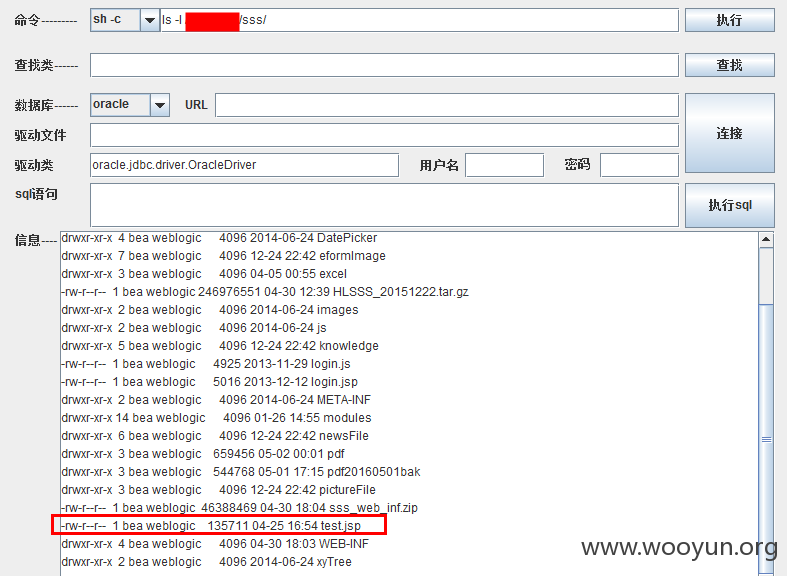 命令--------- sh -c ls -l /sss/ 执行
查找类------ 查找
数据库------ oracle URL 连接
驱动文件
驱动类 oracle.jdbc.driver.OracleDriver 用户名 密码
sql语句 执行sql
信息----
drwxr-xr-x 4 bea weblogic 4096 2014-06-24 DatePicker
drwxr-xr-x 7 bea weblogic 4096 12-24 22:42 eformImage
drwxr-xr-x 3 bea weblogic 4096 04-05 00:55 excel
-rw-r--r-- 1 bea weblogic 246976551 04-30 12:39 HLSSS_20151222.tar.gz
drwxr-xr-x 2 bea weblogic 4096 2014-06-24 images
drwxr-xr-x 2 bea weblogic 4096 2014-06-24 js
drwxr-xr-x 5 bea weblogic 4096 12-24 22:42 knowledge
-rw-r--r-- 1 bea weblogic 4925 2013-11-29 login.js
-rw-r--r-- 1 bea weblogic 5016 2013-12-12 login.jsp
drwxr-xr-x 2 bea weblogic 4096 2014-06-24 META-INF
drwxr-xr-x 14 bea weblogic 4096 01-26 14:55 modules
drwxr-xr-x 6 bea weblogic 4096 12-24 22:42 newsFile
drwxr-xr-x 3 bea weblogic 659456 05-02 00:01 pdf
drwxr-xr-x 3 bea weblogic 544768 05-01 17:15 pdf20160501bak
drwxr-xr-x 3 bea weblogic 4096 12-24 22:42 pictureFile
-rw-r--r-- 1 bea weblogic 46388469 04-30 18:04 sss_web_inf.zip
-rw-r--r-- 1 bea weblogic 135711 04-25 16:54 test.jsp
drwxr-xr-x 4 bea weblogic 4096 04-30 18:03 WEB-INF
drwxr-xr-x 2 bea weblogic 4096 2014-06-24 xyTree
www.wooyun.org